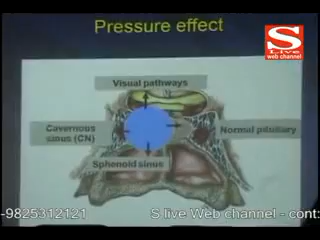 Pressure effect
S
Live
web channel
Visual pathways
Cavernous
sinus (CN)
Normal pituitary
Sphenoid sinus
-9825312121
S live Web channel - cont: